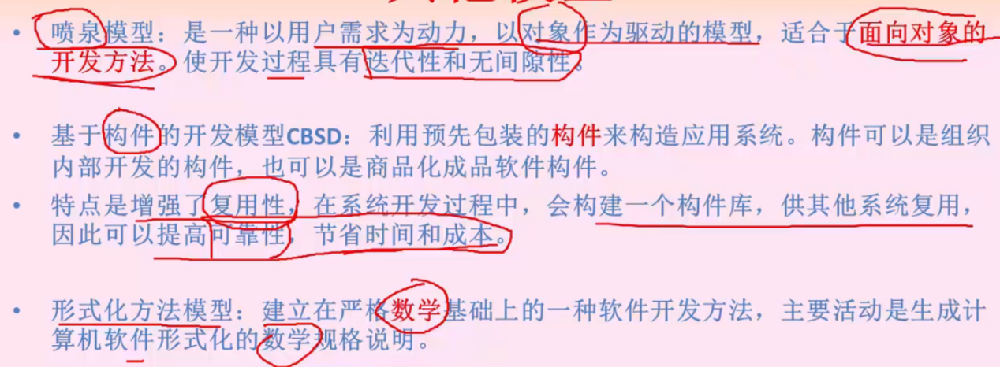 • 喷泉模型：是一种以用户需求为动力，以对象作为驱动的模型，适合于面向对象的
开发方法。使开发过程具有迭代性和无间隙性。
• 基于构件的开发模型CBSD：利用预先包装的构件来构造应用系统。构件可以是组织
内部开发的构件，也可以是商品化成品软件构件。
• 特点是增强了复用性，在系统开发过程中，会构建一个构件库，供其他系统复用，
因此可以提高可靠性，节省时间和成本。
• 形式化方法模型：建立在严格数学基础上的一种软件开发方法，主要活动是生成计
算机软件形式化的数学规格说明。